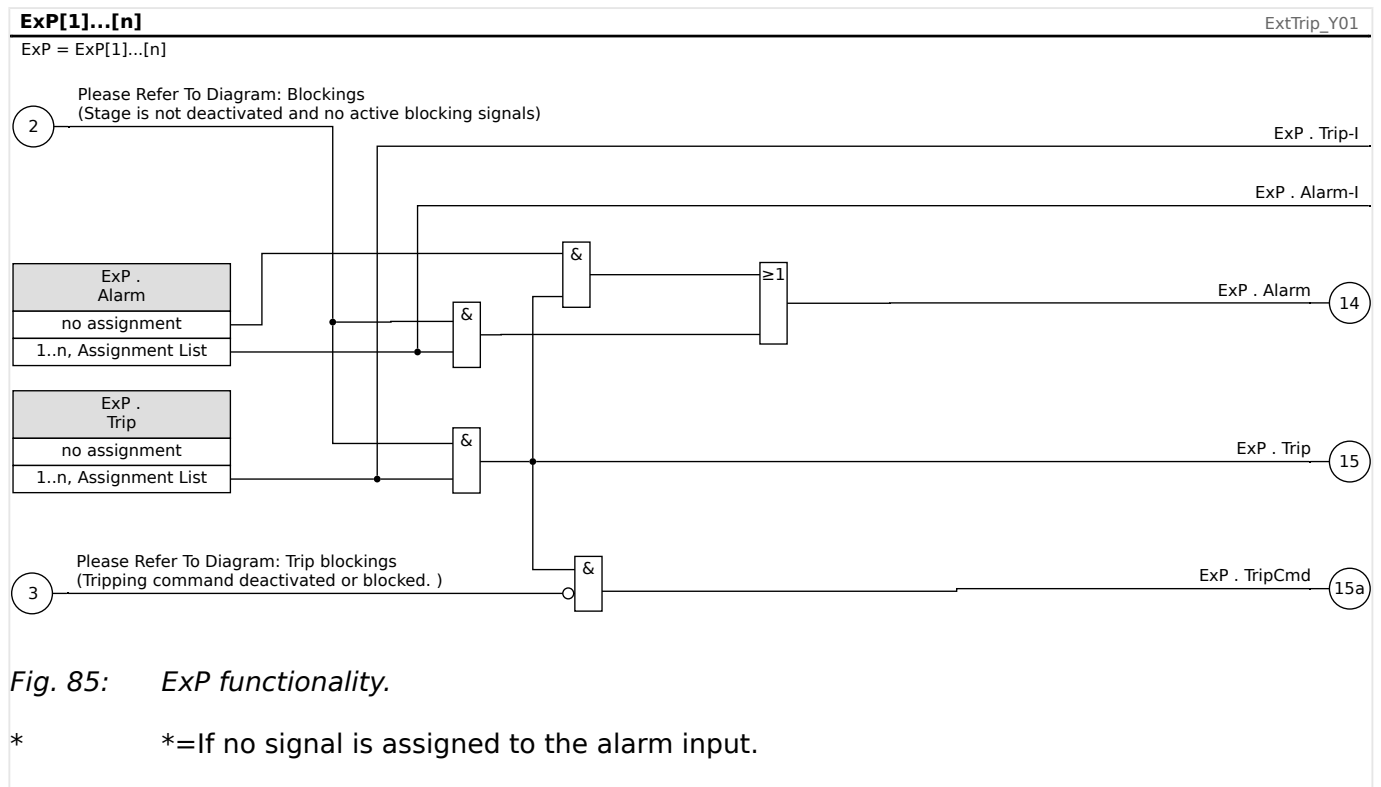 ExP[1]...[n]
ExtTrip_Y01
ExP = ExP[1]...[n]
Please Refer To Diagram: Blockings
(Stage is not deactivated and no active blocking signals)
2
ExP . Trip-I
ExP . Alarm-I
&
ExP .
Alarm
no assignment
1..n, Assignment List
&
≥1
ExP . Alarm
14
ExP .
Trip
no assignment
1..n, Assignment List
&
ExP . Trip
15
Please Refer To Diagram: Trip blockings
(Tripping command deactivated or blocked. )
3
&
ExP . TripCmd
15a
Fig. 85: ExP functionality.
* *=If no signal is assigned to the alarm input.